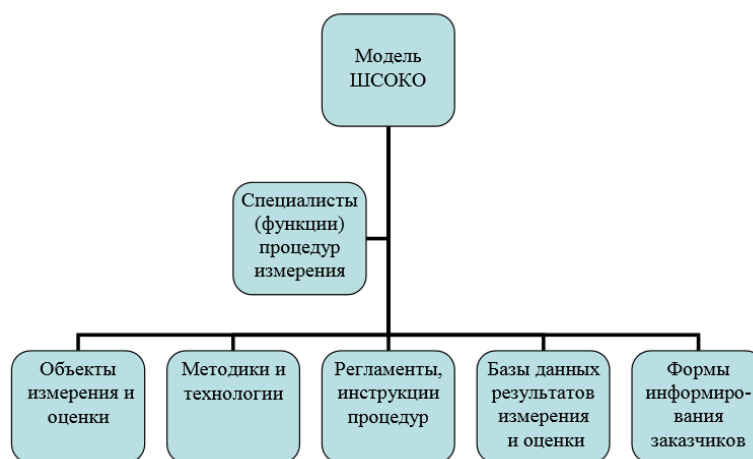 Модель
ШСОКО
Специалисты
(функции)
процедур
измерения
Объекты
измерения и
оценки
Методики и
технологии
Регламенты,
инструкции
процедур
Базы данных
результатов
измерения
и оценки
Формы
информиро-
вания
заказчиков